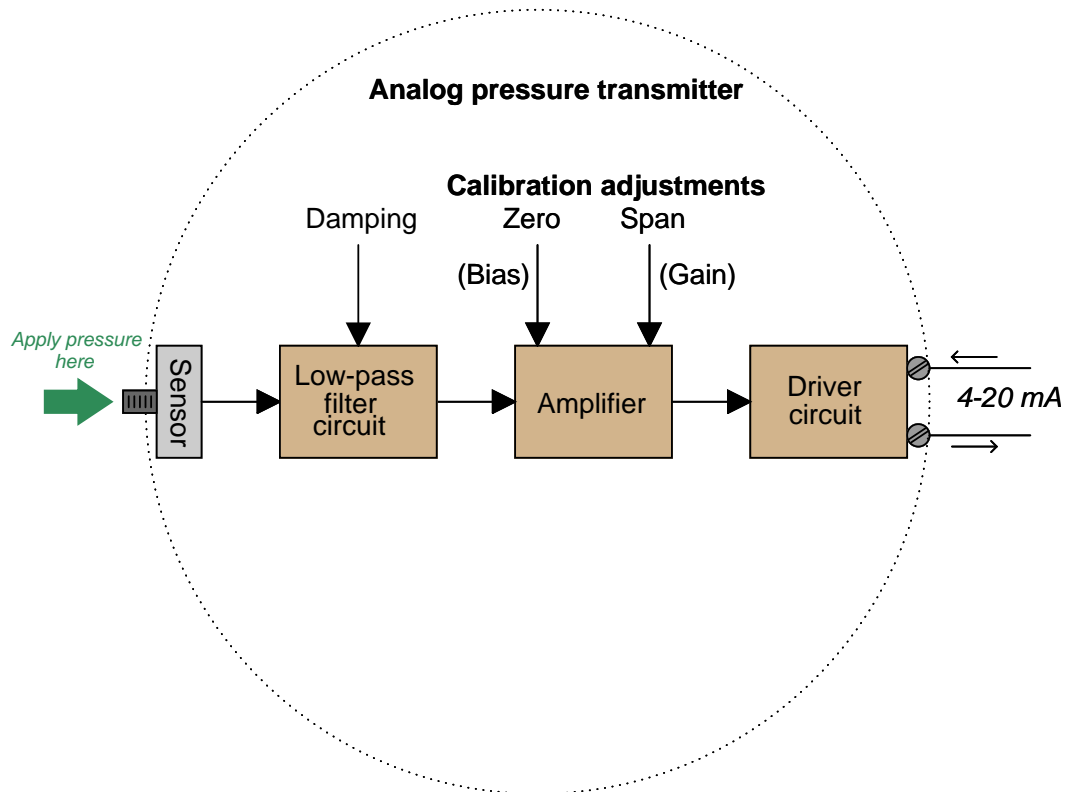 Analog pressure transmitter
Calibration adjustments
Damping
Zero
Span
(Bias)
(Gain)
Apply pressure
here
Sensor
Low-pass
filter
circuit
Amplifier
Driver
circuit
4-20 mA